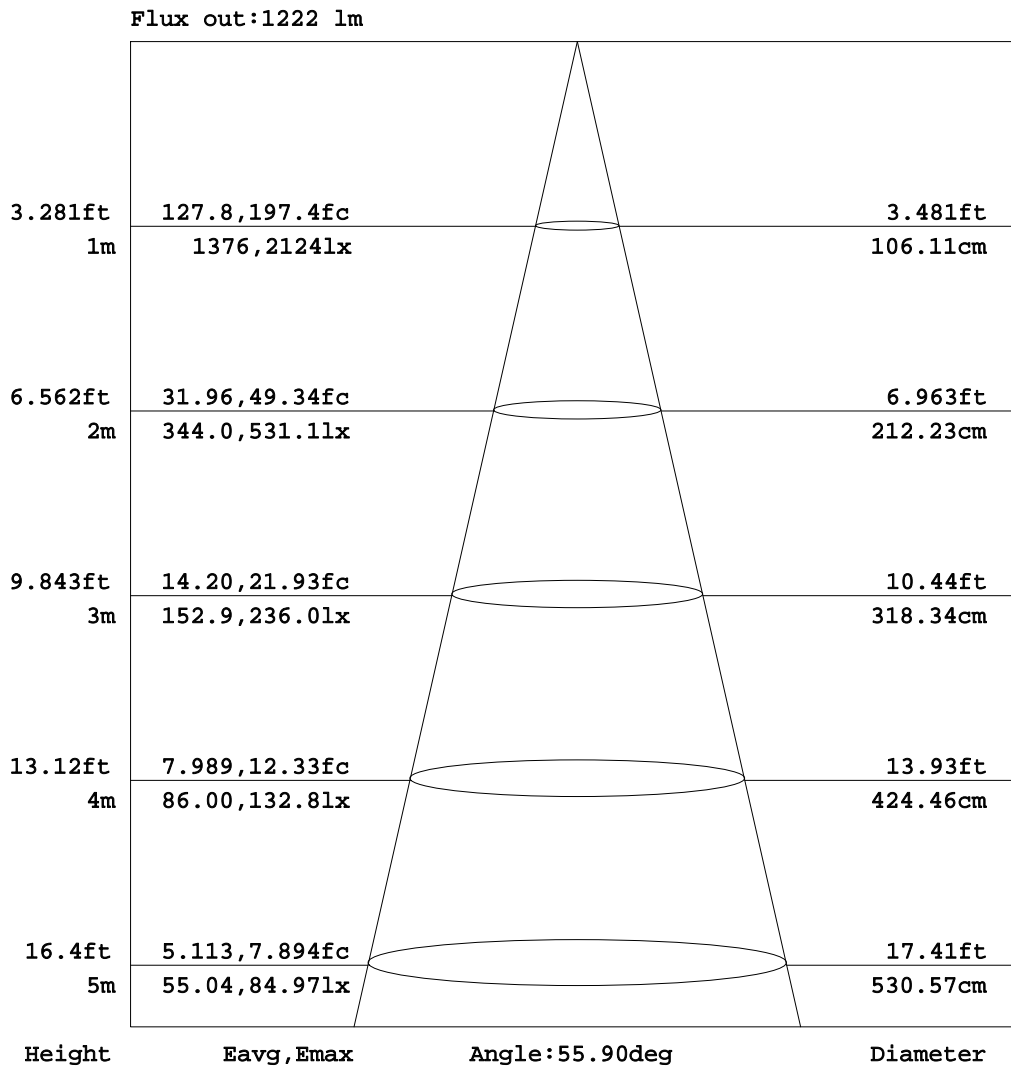 Flux out:1222 lm
3.281ft 127.8,197.4fc 3.481ft
1m 1376,2124lx 106.11cm
6.562ft 31.96,49.34fc 6.963ft
2m 344.0,531.1lx 212.23cm
9.843ft 14.20,21.93fc 10.44ft
3m 152.9,236.0lx 318.34cm
13.12ft 7.989,12.33fc 13.93ft
4m 86.00,132.8lx 424.46cm
16.4ft 5.113,7.894fc 17.41ft
5m 55.04,84.97lx 530.57cm
Height Eavg,Emax Angle:55.90deg Diameter